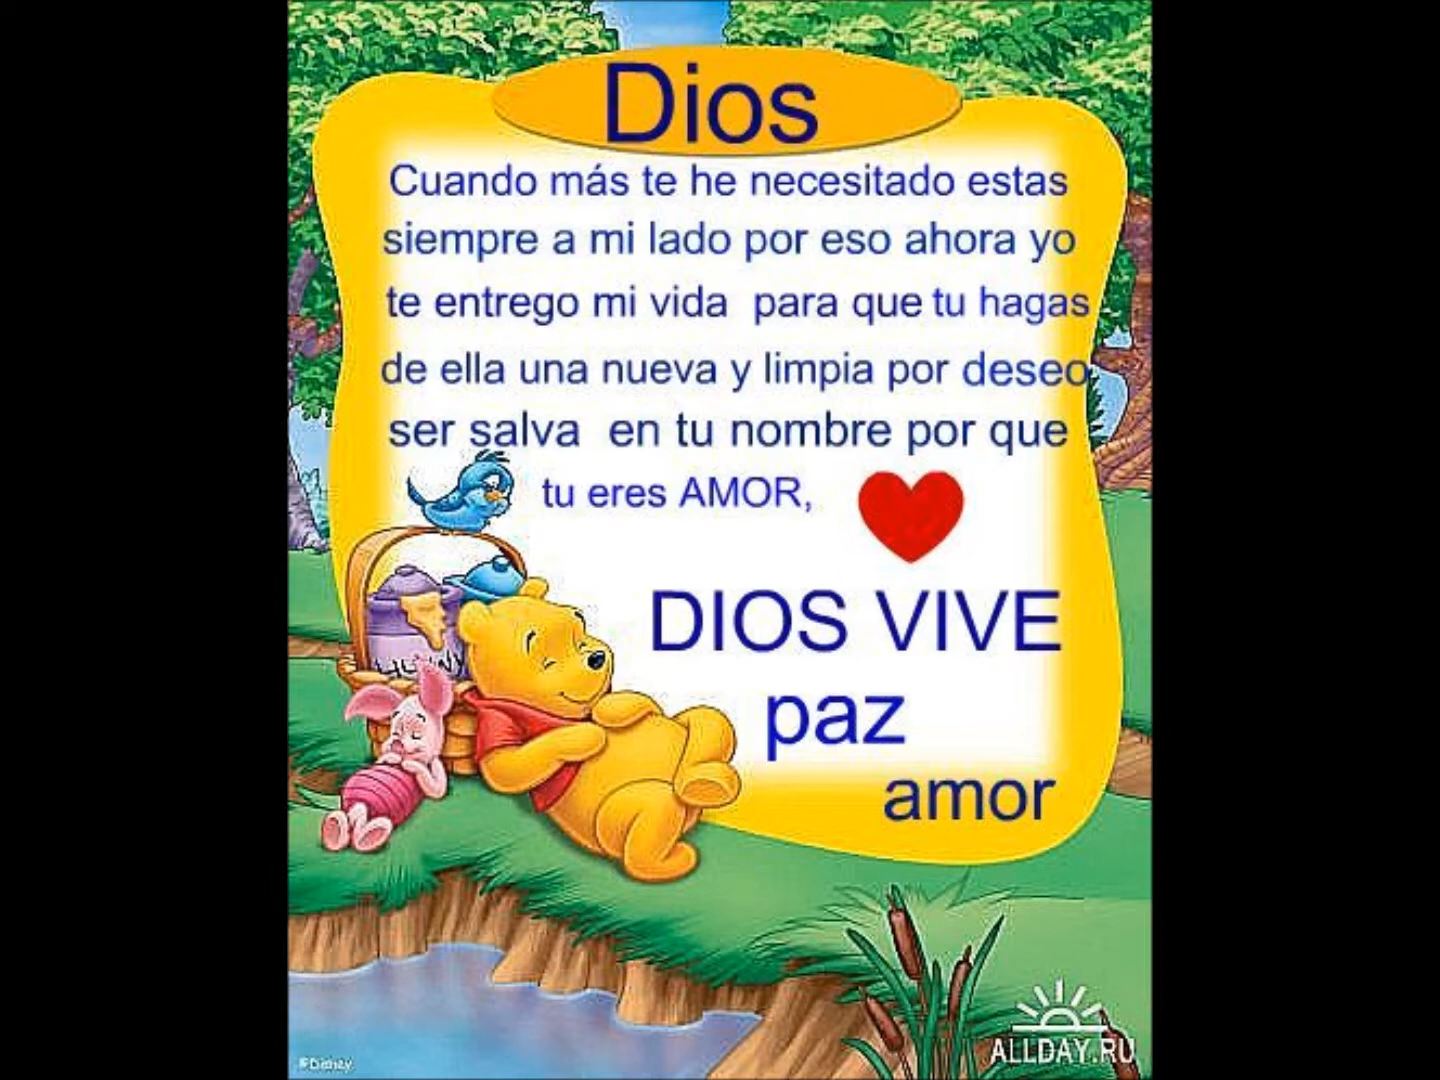 Dios
Cuando más te he necesitado estas
siempre a mi lado por eso ahora yo
te entrego mi vida para que tu hagas
de ella una nueva y limpia por deseo
ser salva en tu nombre por que
tu eres AMOR,
DIOS VIVE
paz
amor
HUNNY
©Disney
ALLDAY.RU